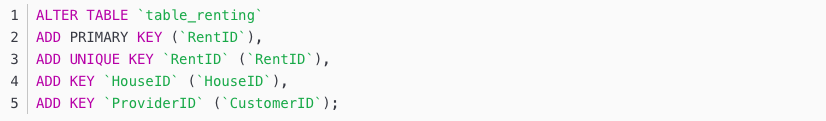 1 ALTER TABLE `table_renting`
2 ADD PRIMARY KEY (`RentID`),
3 ADD UNIQUE KEY `RentID` (`RentID`),
4 ADD KEY `HouseID` (`HouseID`),
5 ADD KEY `ProviderID` (`CustomerID`);